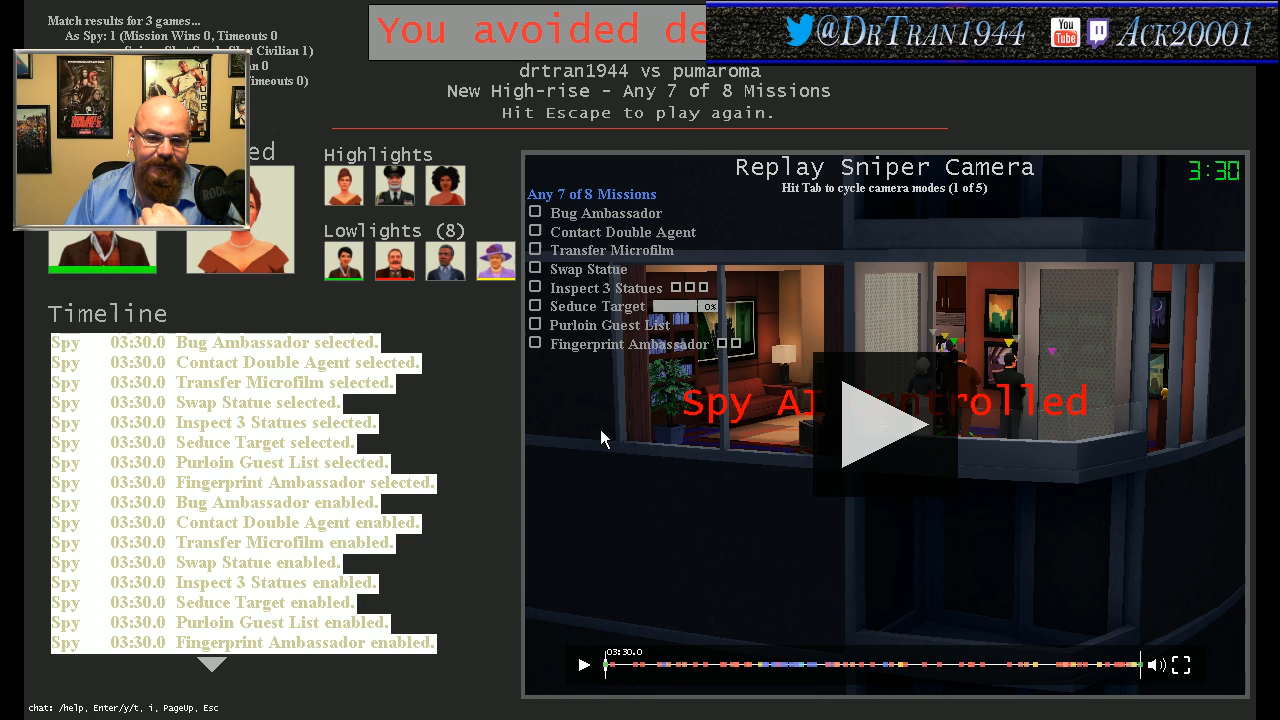 Match results for 3 games...
As Spy: 1 (Mission Wins 0, Timeouts 0
Civilian 1)
n 0
imeouts 0)
You avoided de
@DrTran1944
You Tube
Ack20001
drtran1944 vs pumaroma
New High-rise - Any 7 of 8 Missions
Hit Escape to play again.
ed
Highlights
Lowlights (8)
RØDE
Replay Sniper Camera
3:30
Hit Tab to cycle camera modes (1 of 5)
Any 7 of 8 Missions
Bug Ambassador
Contact Double Agent
Transfer Microfilm
Swap Statue
Inspect 3 Statues
Seduce Target 0%
Purloin Guest List
Fingerprint Ambassador
Spy AI ntrolled
Timeline
Spy 03:30.0 Bug Ambassador selected.
Spy 03:30.0 Contact Double Agent selected.
Spy 03:30.0 Transfer Microfilm selected.
Spy 03:30.0 Swap Statue selected.
Spy 03:30.0 Inspect 3 Statues selected.
Spy 03:30.0 Seduce Target selected.
Spy 03:30.0 Purloin Guest List selected.
Spy 03:30.0 Fingerprint Ambassador selected.
Spy 03:30.0 Bug Ambassador enabled.
Spy 03:30.0 Contact Double Agent enabled.
Spy 03:30.0 Transfer Microfilm enabled.
Spy 03:30.0 Swap Statue enabled.
Spy 03:30.0 Inspect 3 Statues enabled.
Spy 03:30.0 Seduce Target enabled.
Spy 03:30.0 Purloin Guest List enabled.
Spy 03:30.0 Fingerprint Ambassador enabled.
03:30.0
chat: /help, Enter/y/t, i, PageUp, Esc